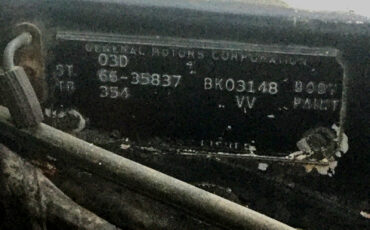 GENERAL MOTORS CORPORATION
03D
ST 66-35837 BK03148 BODY
TR 354 VV PAINT